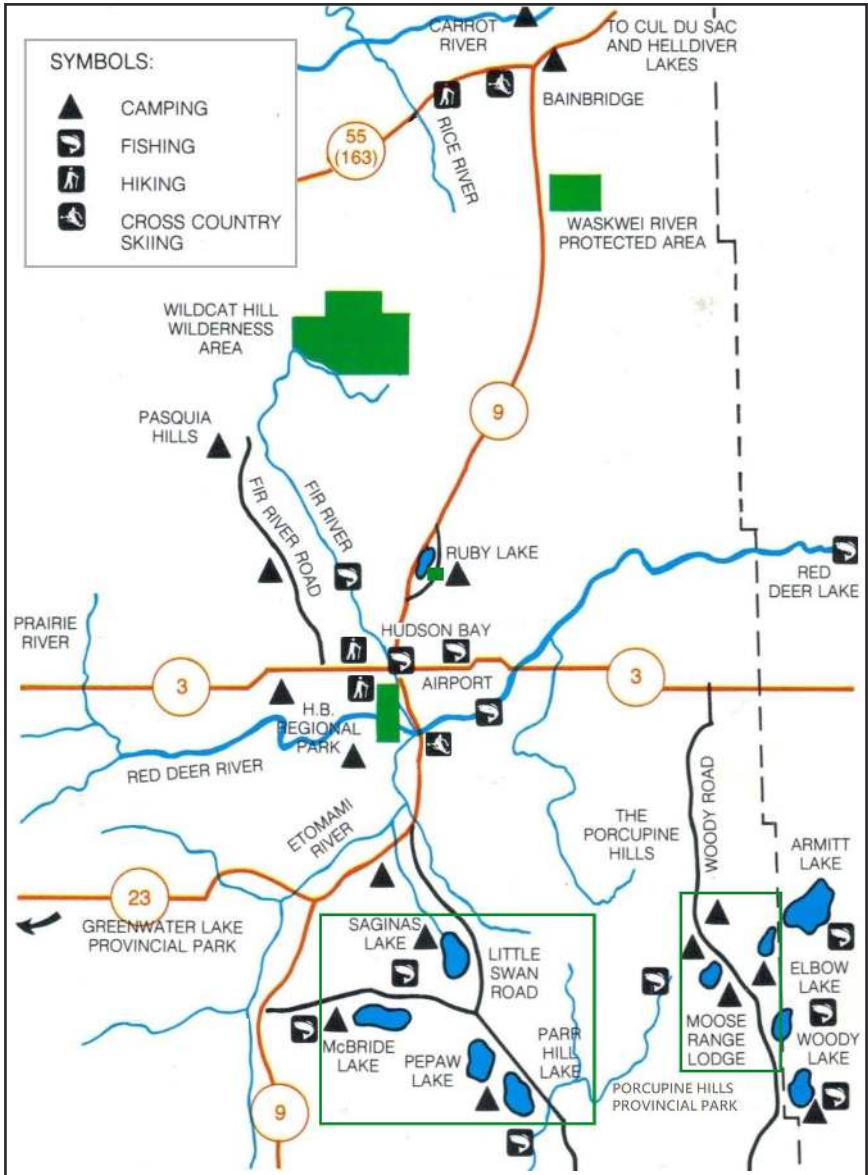 CARROT
RIVER
TO CUL DU SAC
AND HELLDIVER
LAKES
SYMBOLS:
CAMPING
FISHING
HIKING
CROSS COUNTRY
SKIING
BAINBRIDGE
RICE RIVER
55
(163)
WASKWEI RIVER
PROTECTED AREA
WILDCAT HILL
WILDERNESS
AREA
9
PASQUIA
HILLS
FIR RIVER ROAD
FIR RIVER
RUBY LAKE
RED
DEER LAKE
PRAIRIE
RIVER
HUDSON BAY
3
AIRPORT
3
H.B.
REGIONAL
PARK
RED DEER RIVER
WOODY ROAD
ETOMAMI
RIVER
THE
PORCUPINE
HILLS
ARMITT
LAKE
23
GREENWATER LAKE
PROVINCIAL PARK
SAGINAS
LAKE
LITTLE
SWAN
ROAD
ELBOW
LAKE
MOOSE
RANGE
LODGE
WOODY
LAKE
McBRIDE
LAKE
PEPAW
LAKE
PARR
HILL
LAKE
PORCUPINE HILLS
PROVINCIAL PARK
9